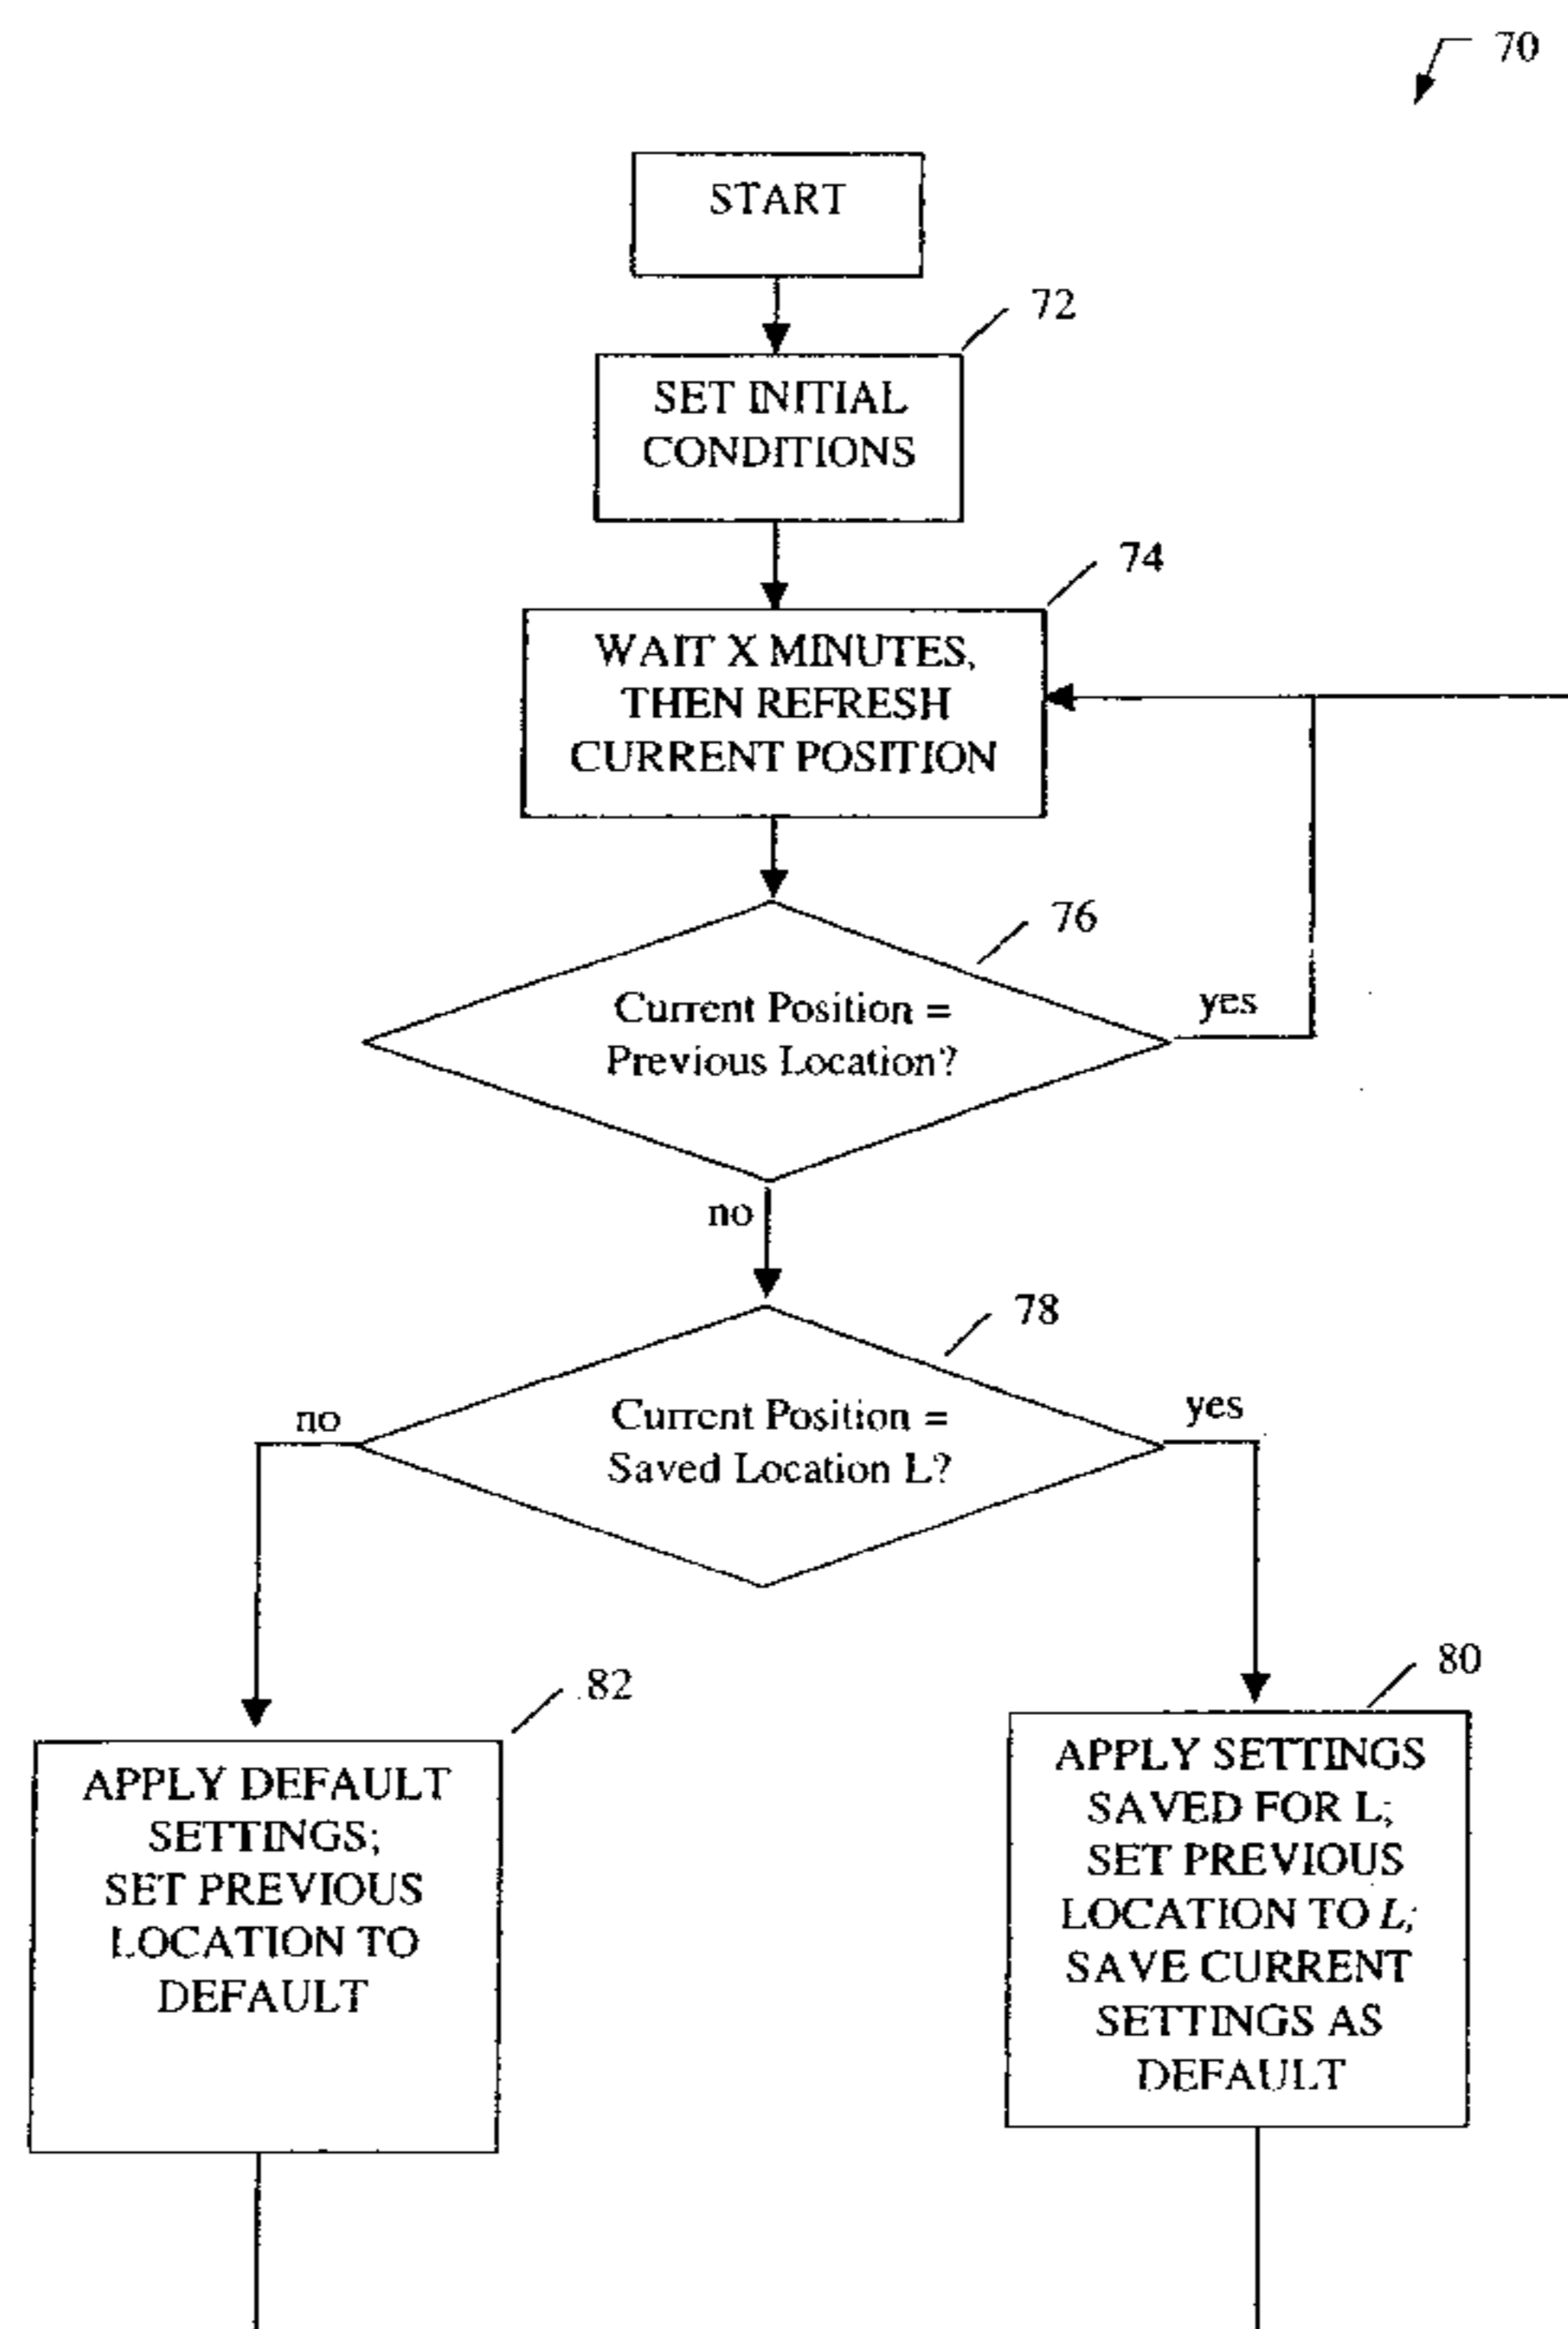 70
START
72
SET INITIAL
CONDITIONS
74
WAIT X MINUTES,
THEN REFRESH
CURRENT POSITION
76
Current Position =
Previous Location?
yes
no
78
Current Position =
Saved Location L?
no
yes
82
80
APPLY DEFAULT
SETTINGS;
SET PREVIOUS
LOCATION TO
DEFAULT
APPLY SETTINGS
SAVED FOR L;
SET PREVIOUS
LOCATION TO L;
SAVE CURRENT
SETTINGS AS
DEFAULT